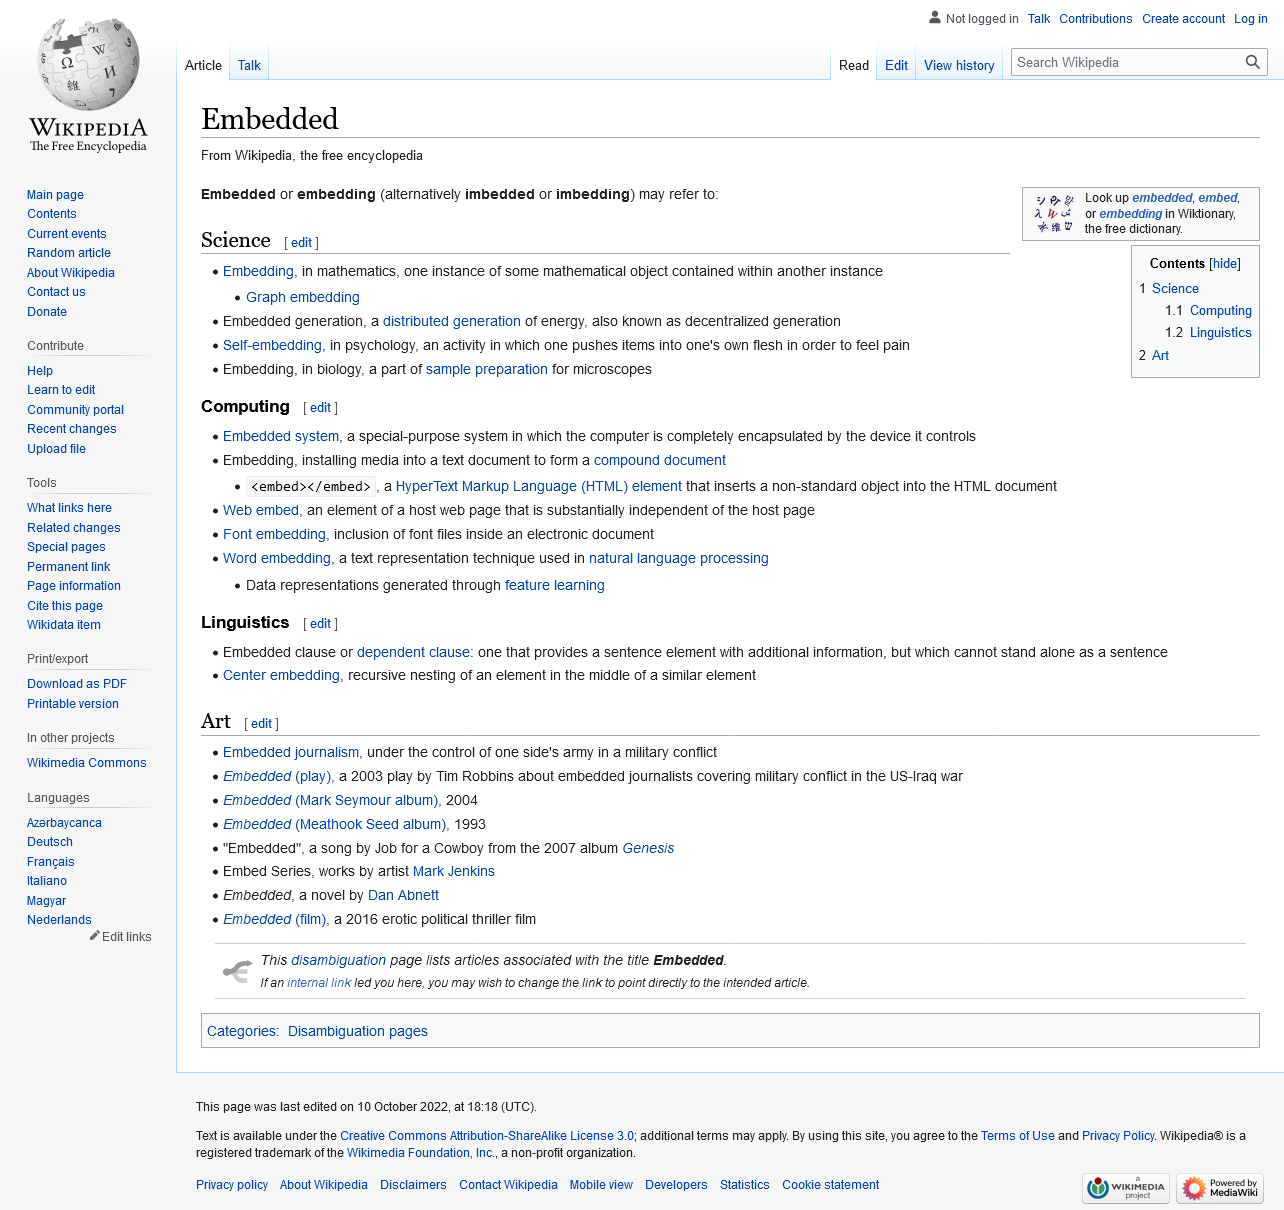 Not logged in Talk Contributions Create account Log in
Article Talk Read Edit View history Search Wikipedia
WIKIPEDIA
The Free Encyclopedia
Main page
Contents
Current events
Random article
About Wikipedia
Contact us
Donate
Contribute
Help
Learn to edit
Community portal
Recent changes
Upload file
Tools
What links here
Related changes
Special pages
Permanent link
Page information
Cite this page
Wikidata item
Print/export
Download as PDF
Printable version
In other projects
Wikimedia Commons
Languages
Azərbaycanca
Deutsch
Français
Italiano
Magyar
Nederlands
Edit links
Embedded
From Wikipedia, the free encyclopedia
Embedded or embedding (alternatively imbedded or imbedding) may refer to:
Look up embedded, embed,
or embedding in Wiktionary,
the free dictionary.
Contents [hide]
1 Science
1.1 Computing
1.2 Linguistics
2 Art
Science [ edit ]
• Embedding, in mathematics, one instance of some mathematical object contained within another instance
• Graph embedding
• Embedded generation, a distributed generation of energy, also known as decentralized generation
• Self-embedding, in psychology, an activity in which one pushes items into one's own flesh in order to feel pain
• Embedding, in biology, a part of sample preparation for microscopes
Computing [ edit ]
• Embedded system, a special-purpose system in which the computer is completely encapsulated by the device it controls
• Embedding, installing media into a text document to form a compound document
• <embed></embed>, a HyperText Markup Language (HTML) element that inserts a non-standard object into the HTML document
• Web embed, an element of a host web page that is substantially independent of the host page
• Font embedding, inclusion of font files inside an electronic document
• Word embedding, a text representation technique used in natural language processing
• Data representations generated through feature learning
Linguistics [ edit ]
• Embedded clause or dependent clause: one that provides a sentence element with additional information, but which cannot stand alone as a sentence
• Center embedding, recursive nesting of an element in the middle of a similar element
Art [ edit ]
• Embedded journalism, under the control of one side's army in a military conflict
• Embedded (play), a 2003 play by Tim Robbins about embedded journalists covering military conflict in the US-Iraq war
• Embedded (Mark Seymour album), 2004
• Embedded (Meathook Seed album), 1993
• "Embedded", a song by Job for a Cowboy from the 2007 album Genesis
• Embed Series, works by artist Mark Jenkins
• Embedded, a novel by Dan Abnett
• Embedded (film), a 2016 erotic political thriller film
This disambiguation page lists articles associated with the title Embedded.
If an internal link led you here, you may wish to change the link to point directly to the intended article.
Categories: Disambiguation pages
This page was last edited on 10 October 2022, at 18:18 (UTC).
Text is available under the Creative Commons Attribution-ShareAlike License 3.0; additional terms may apply. By using this site, you agree to the Terms of Use and Privacy Policy. Wikipedia® is a
registered trademark of the Wikimedia Foundation, Inc., a non-profit organization.
Privacy policy About Wikipedia Disclaimers Contact Wikipedia Mobile view Developers Statistics Cookie statement
a
WIKIMEDIA
project
Powered by
MediaWiki